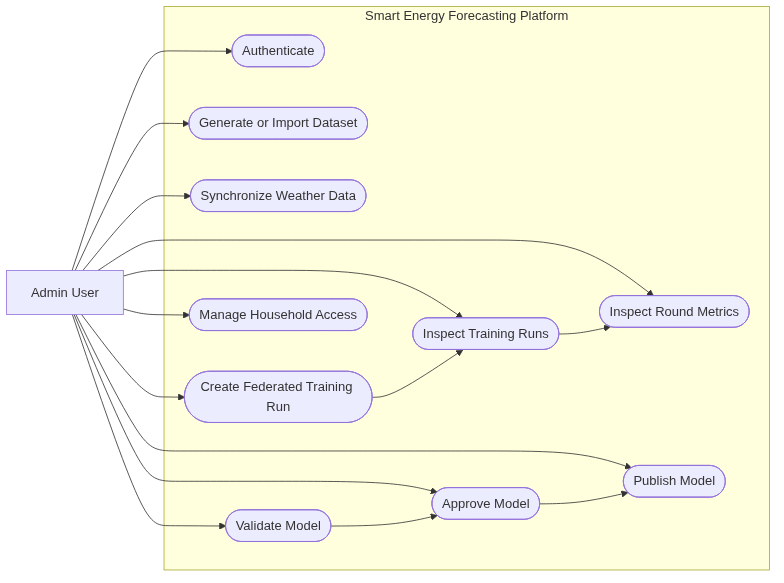 Smart Energy Forecasting Platform
Authenticate
Generate or Import Dataset
Synchronize Weather Data
Admin User
Manage Household Access
Inspect Round Metrics
Inspect Training Runs
Create Federated Training
Run
Publish Model
Approve Model
Validate Model